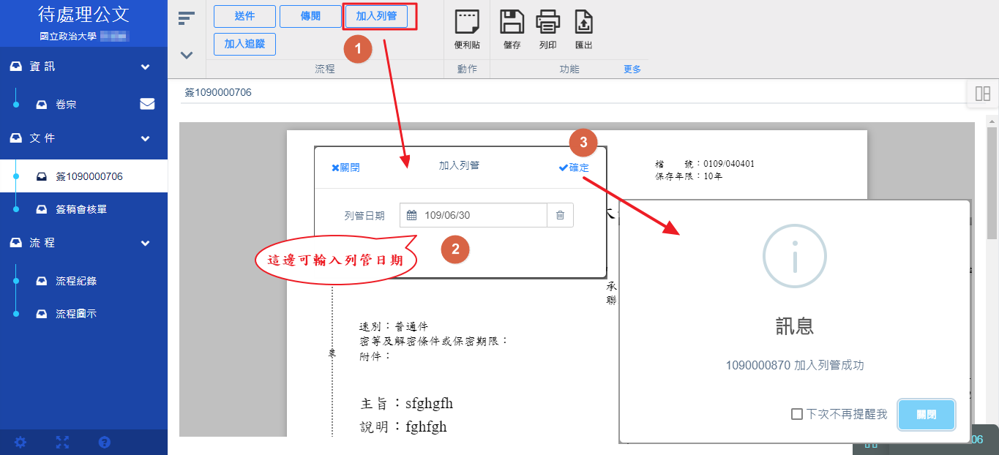 待處理公文
國立政治大學
資 訊
卷宗
文 件
簽1090000706
簽稿會核單
流 程
流程紀錄
流程圖示
送件
傳閱
加入列管
加入追蹤
1
流程
便利貼
動作
儲存
列印
匯出
功能
更多
簽1090000706
檔 號：0109/040401
保存年限：10年
關閉
加入列管
3
確定
列管日期
109/06/30
2
這邊可輸入列管日期
承
聯
速別：普通件
密等及解密條件或保密期限：
附件：
主旨：sfghgfh
說明：fghfgh
訊息
1090000870 加入列管成功
下次不再提醒我
關閉
06